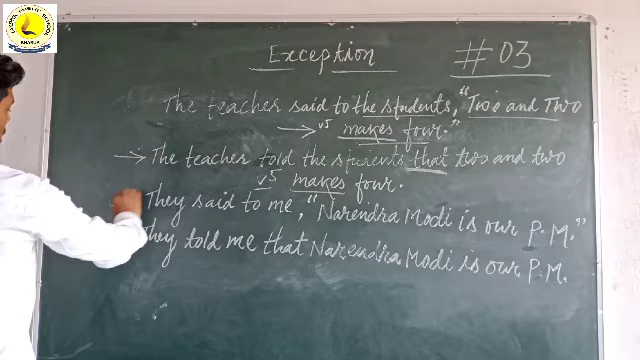 Exception # 03
The teacher said to the students, "Two and Two
→ v5 makes four."
→ The teacher told the students that two and two
v5 makes four.
They said to me, "Narendra Modi is our P.M."
They told me that Narendra Modi is our P.M.